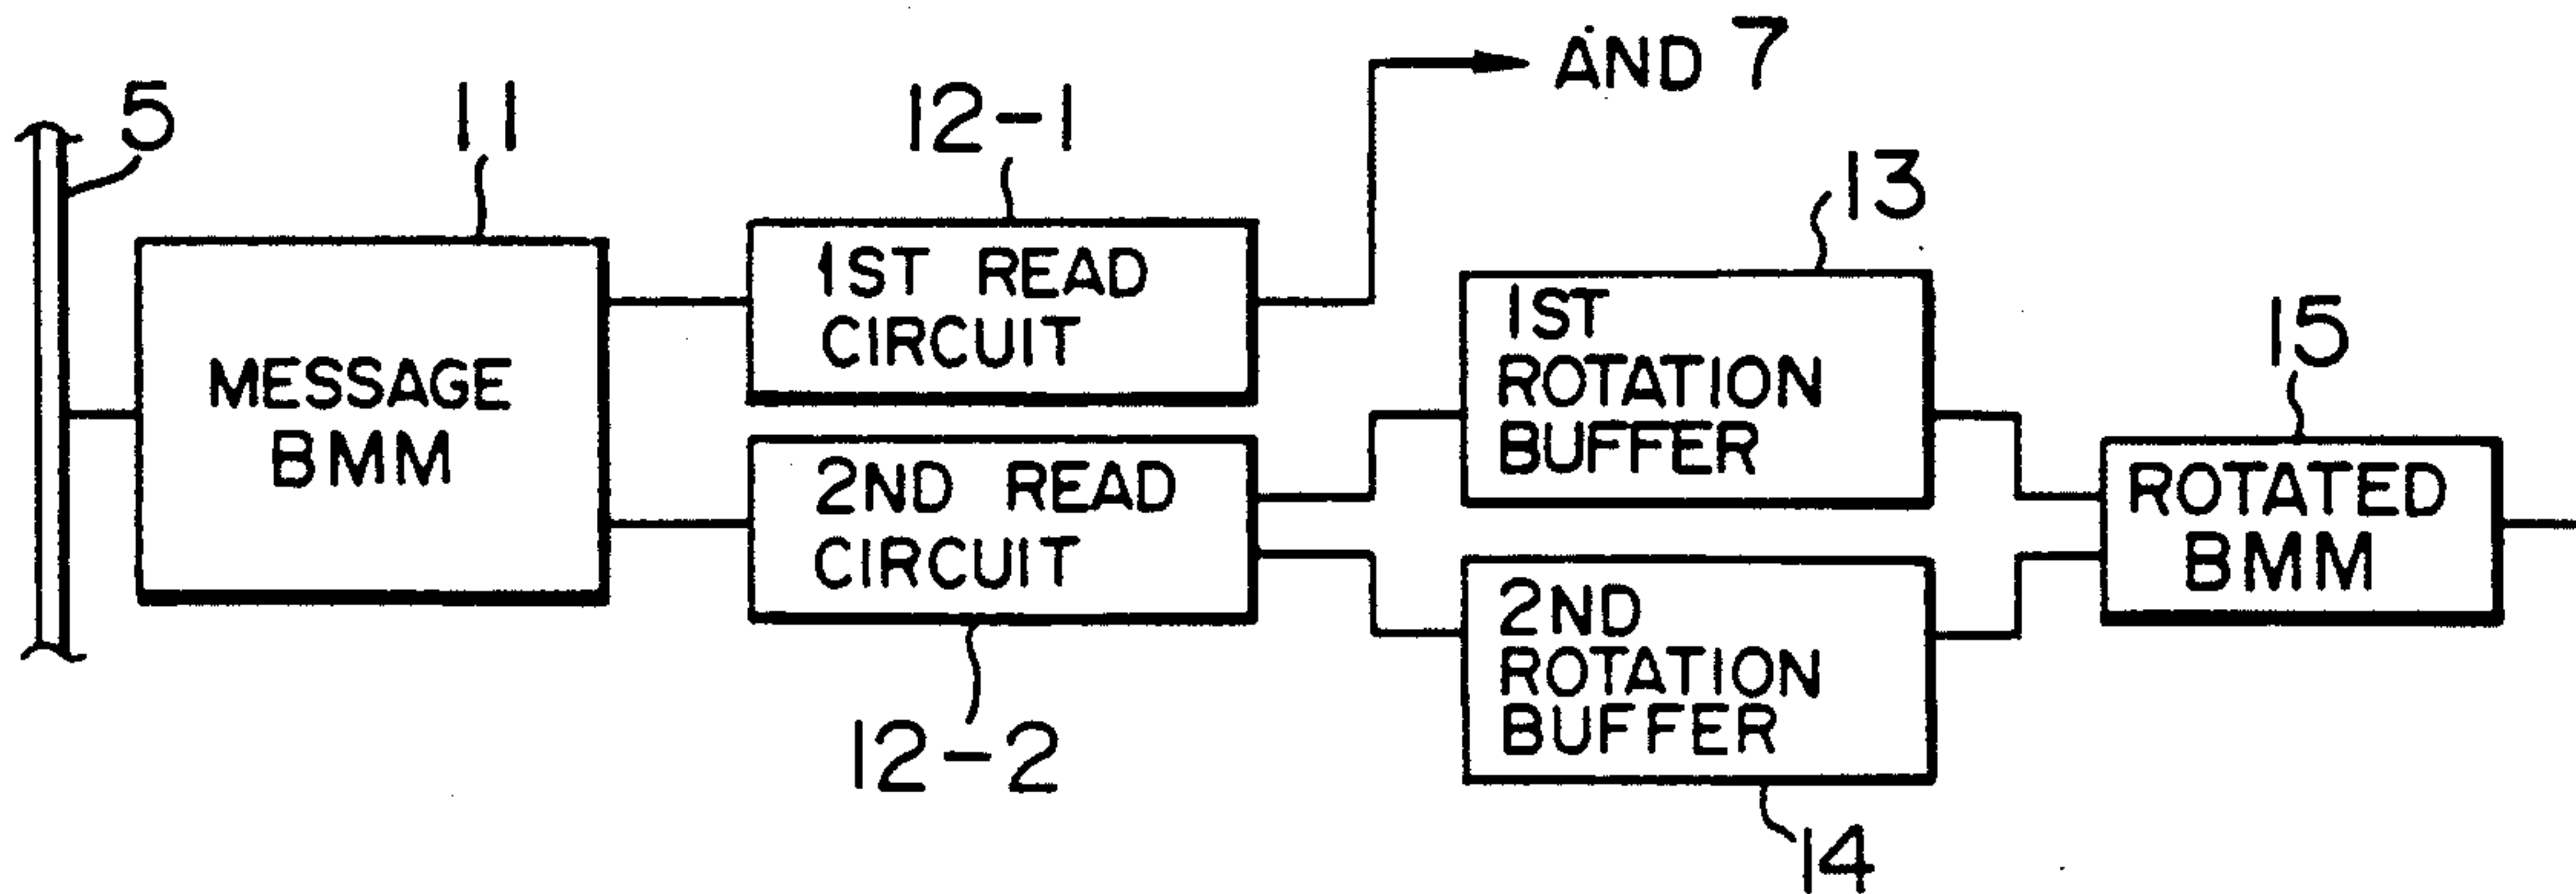 5
11
12-1
AND 7
13
15
MESSAGE
BMM
1ST READ
CIRCUIT
2ND READ
CIRCUIT
12-2
1ST
ROTATION
BUFFER
2ND
ROTATION
BUFFER
14
ROTATED
BMM